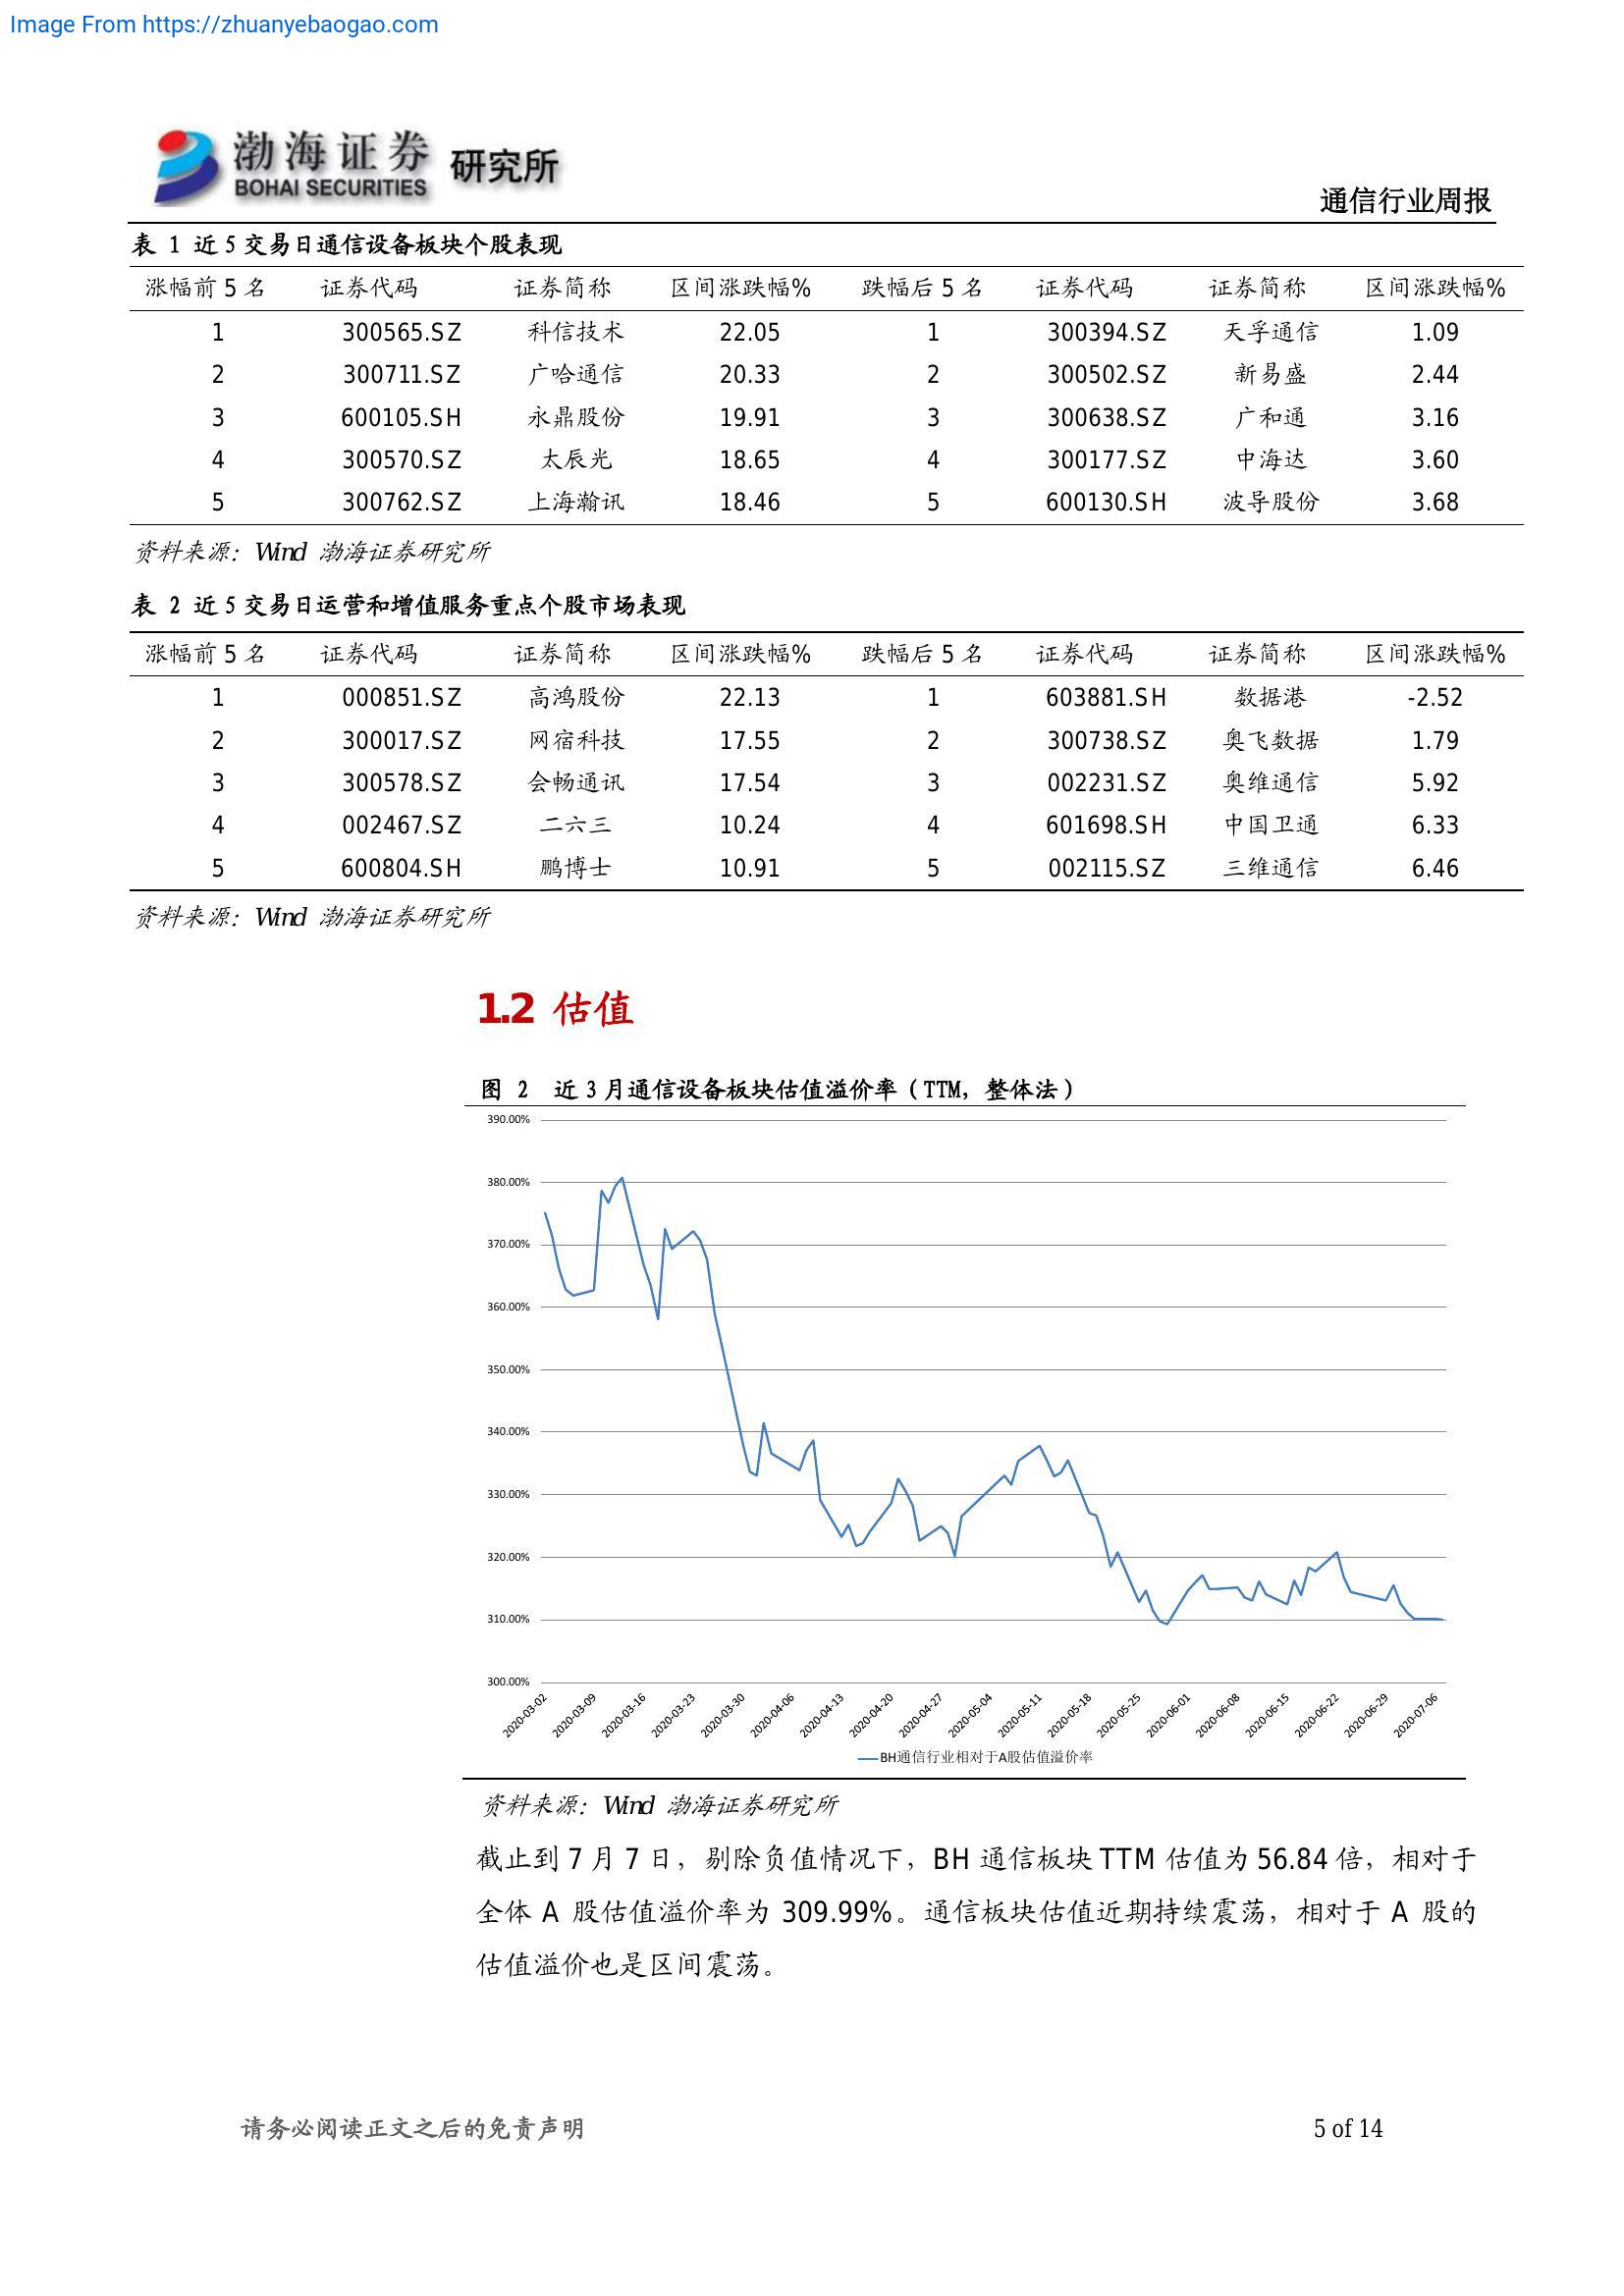 Image From https://zhuanyebaogao.com
渤海证券 研究所
BOHAI SECURITIES
通信行业周报
表 1 近 5 交易日通信设备板块个股表现
涨幅前 5 名 证券代码 证券简称 区间涨跌幅% 跌幅后 5 名 证券代码 证券简称 区间涨跌幅%
1 300565.SZ 科信技术 22.05 1 300394.SZ 天孚通信 1.09
2 300711.SZ 广哈通信 20.33 2 300502.SZ 新易盛 2.44
3 600105.SH 永鼎股份 19.91 3 300638.SZ 广和通 3.16
4 300570.SZ 太辰光 18.65 4 300177.SZ 中海达 3.60
5 300762.SZ 上海瀚讯 18.46 5 600130.SH 波导股份 3.68
资料来源：Wind 渤海证券研究所
表 2 近 5 交易日运营和增值服务重点个股市场表现
涨幅前 5 名 证券代码 证券简称 区间涨跌幅% 跌幅后 5 名 证券代码 证券简称 区间涨跌幅%
1 000851.SZ 高鸿股份 22.13 1 603881.SH 数据港 -2.52
2 300017.SZ 网宿科技 17.55 2 300738.SZ 奥飞数据 1.79
3 300578.SZ 会畅通讯 17.54 3 002231.SZ 奥维通信 5.92
4 002467.SZ 二六三 10.24 4 601698.SH 中国卫通 6.33
5 600804.SH 鹏博士 10.91 5 002115.SZ 三维通信 6.46
资料来源：Wind 渤海证券研究所
1.2 估值
图 2 近 3 月通信设备板块估值溢价率（TTM，整体法）
390.00%
380.00%
370.00%
360.00%
350.00%
340.00%
330.00%
320.00%
310.00%
300.00%
2020-03-02 2020-03-09 2020-03-16 2020-03-23 2020-03-30 2020-04-06 2020-04-13 2020-04-20 2020-04-27 2020-05-04 2020-05-11 2020-05-18 2020-05-25 2020-06-01 2020-06-08 2020-06-15 2020-06-22 2020-06-29 2020-07-06
BH通信行业相对于A股估值溢价率
资料来源：Wind 渤海证券研究所
截止到 7 月 7 日，剔除负值情况下，BH 通信板块 TTM 估值为 56.84 倍，相对于
全体 A 股估值溢价率为 309.99%。通信板块估值近期持续震荡，相对于 A 股的
估值溢价也是区间震荡。
请务必阅读正文之后的免责声明 5 of 14